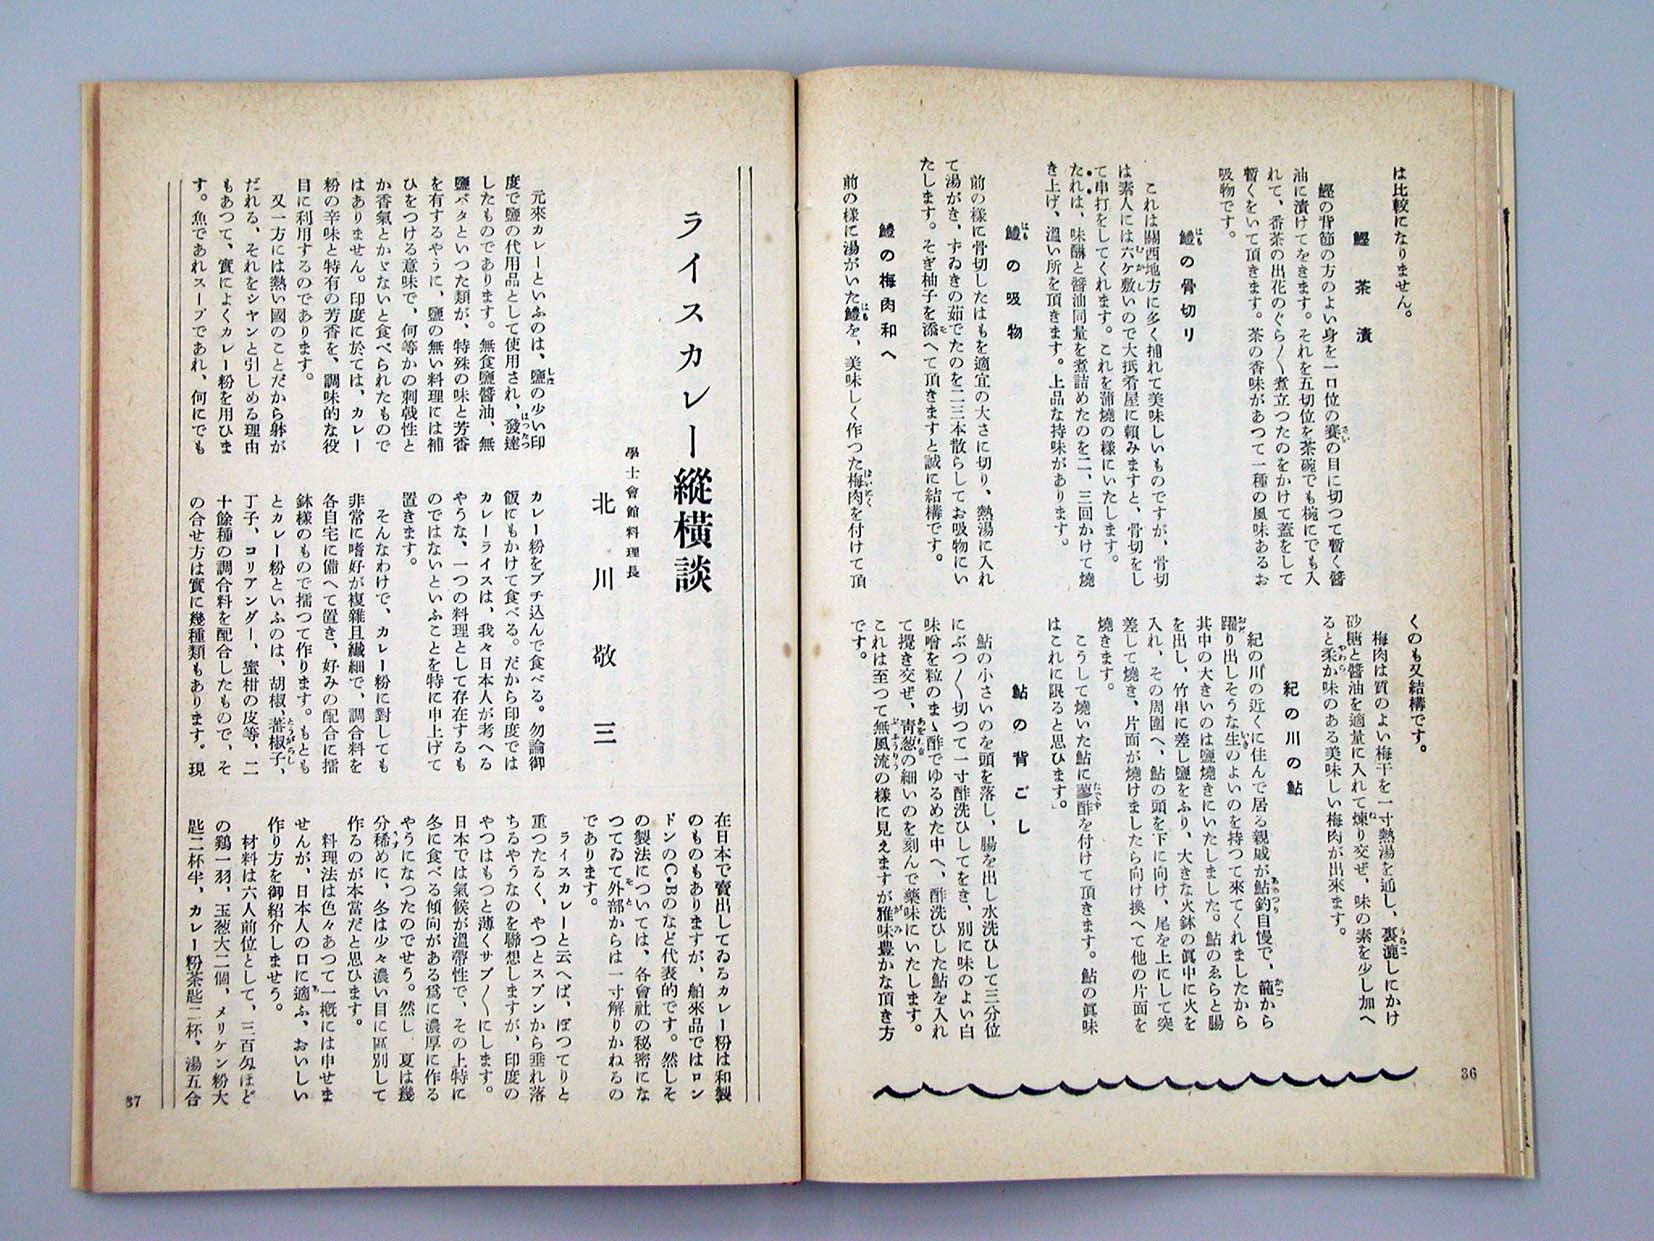 は比較になりません。
鰹茶漬
鰹の背節の方のよい身を一口位の賽の目に切つて暫く醬
油に漬けてをきます。それを五切位を茶碗でも椀にでも入
れて、番茶の出花のぐら〳〵煮立つたのをかけて蓋をして
暫くをいて頂きます。茶の香味があつて一種の風味あるお
吸物です。
鱧の骨切り
これは關西地方に多く捕れて美味しいものですが、骨切
は素人には六ケ敷いので大抵肴屋に賴みますと、骨切をし
て串打をしてくれます。これを蒲燒の樣にいたします。
たれは、味醂と醬油同量を煮詰めたのを二、三回かけて燒
き上げ、溫い所を頂きます。上品な持味があります。
鱧の吸物
前の樣に骨切したはもを適宜の大さに切り、熱湯に入れ
て湯がき、ずゐきの茹でたのを二三本散らしてお吸物にい
たします。そぎ柚子を添へて頂きますと誠に結構です。
鱧の梅肉和へ
前の樣に湯がいた鱧を、美味しく作つた梅肉を付けて頂
くのも又結構です。
梅肉は質のよい梅干を一寸熱湯を通し、裏漉しにかけ
砂糖と醬油を適量に入れて煉り交ぜ、味の素を少し加へ
ると柔か味のある美味しい梅肉が出來ます。
紀の川の鮎
紀の川の近くに住んで居る親戚が鮎釣自慢で、籠から
躍り出しそうな生のよいのを持つて來てくれましたから
其中の大きいのは鹽燒きにいたしました。鮎のゑらと腸
を出し、竹串に差し鹽をふり、大きな火鉢の眞中に火を
入れ、その周圍へ、鮎の頭を下に向け、尾を上にして突
差して燒き、片面が燒けましたら向け換へて他の片面を
燒きます。
こうして燒いた鮎に蓼酢を付けて頂きます。鮎の眞味
はこれに限ると思ひます。
鮎の背ごし
鮎の小さいのを頭を落し、腸を出し水洗ひして三分位
にぶつ〳〵切つて一寸酢洗ひしてをき、別に味のよい白
味噌を粒のまゝ酢でゆるめた中へ、酢洗ひした鮎を入れ
て攪き交ぜ、靑葱の細いのを刻んで藥味にいたします。
これは至つて無風流の樣に見えますが雅味豊かな頂き方
です。
36
ライスカレー縱橫談
學士會館料理長
北川敬三
元來カレーといふのは、鹽の少い印
度で鹽の代用品として使用され、發達
したものであります。無食鹽醬油、無
鹽バタといつた類が、特殊の味と芳香
を有するやうに、鹽の無い料理には補
ひをつける意味で、何等かの刺戟性と
か香氣とかゞないと食べられたもので
はありません。印度に於ては、カレー
粉の辛味と特有の芳香を、調味的な役
目に利用するのであります。
又一方には熱い國のことだから躰が
だれる、それをシヤンと引しめる理由
もあつて、實によくカレー粉を用ひま
す。魚であれスープであれ、何にでも
カレー粉をブチ込んで食べる。勿論御
飯にもかけて食べる。だから印度では
カレーライスは、我々日本人が考へる
やうな、一つの料理として存在するも
のではないといふことを特に申上げて
置きます。
そんなわけで、カレー粉に對しても
非常に嗜好が複雜且纎細で、調合料を
各自宅に備へて置き、好みの配合に擂
鉢樣のもので擂つて作ります。もとも
とカレー粉といふのは、胡椒、蕃椒子、
丁子、コリアンダー、蜜柑の皮等、二
十餘種の調合料を配合したもので、そ
の合せ方は實に幾種類もあります。現
在日本で賣出してゐるカレー粉は和製
のものもありますが、舶來品ではロン
ドンのC・Bのなど代表的です。然しそ
の製法については、各會社の秘密にな
つてゐて外部からは一寸解りかねるの
であります。
ライスカレーと云へば、ぼつてりと
重つたるく、やつとスプンから垂れ落
ちるやうなのを聯想しますが、印度の
やつはもつと薄くサブ〳〵にします。
日本では氣候が溫帶性で、その上特に
冬に食べる傾向がある爲に濃厚に作る
やうになつたのでせう。然し、夏は幾
分稀めに、冬は少々濃い目に區別して
作るのが本當だと思ひます。
料理法は色々あつて一槪には申せま
せんが、日本人の口に適ふ、おいしい
作り方を御紹介しませう。
材料は六人前位として、三百匁ほど
の鷄一羽、玉葱大二個、メリケン粉大
匙二杯半、カレー粉茶匙二杯、湯五合
37